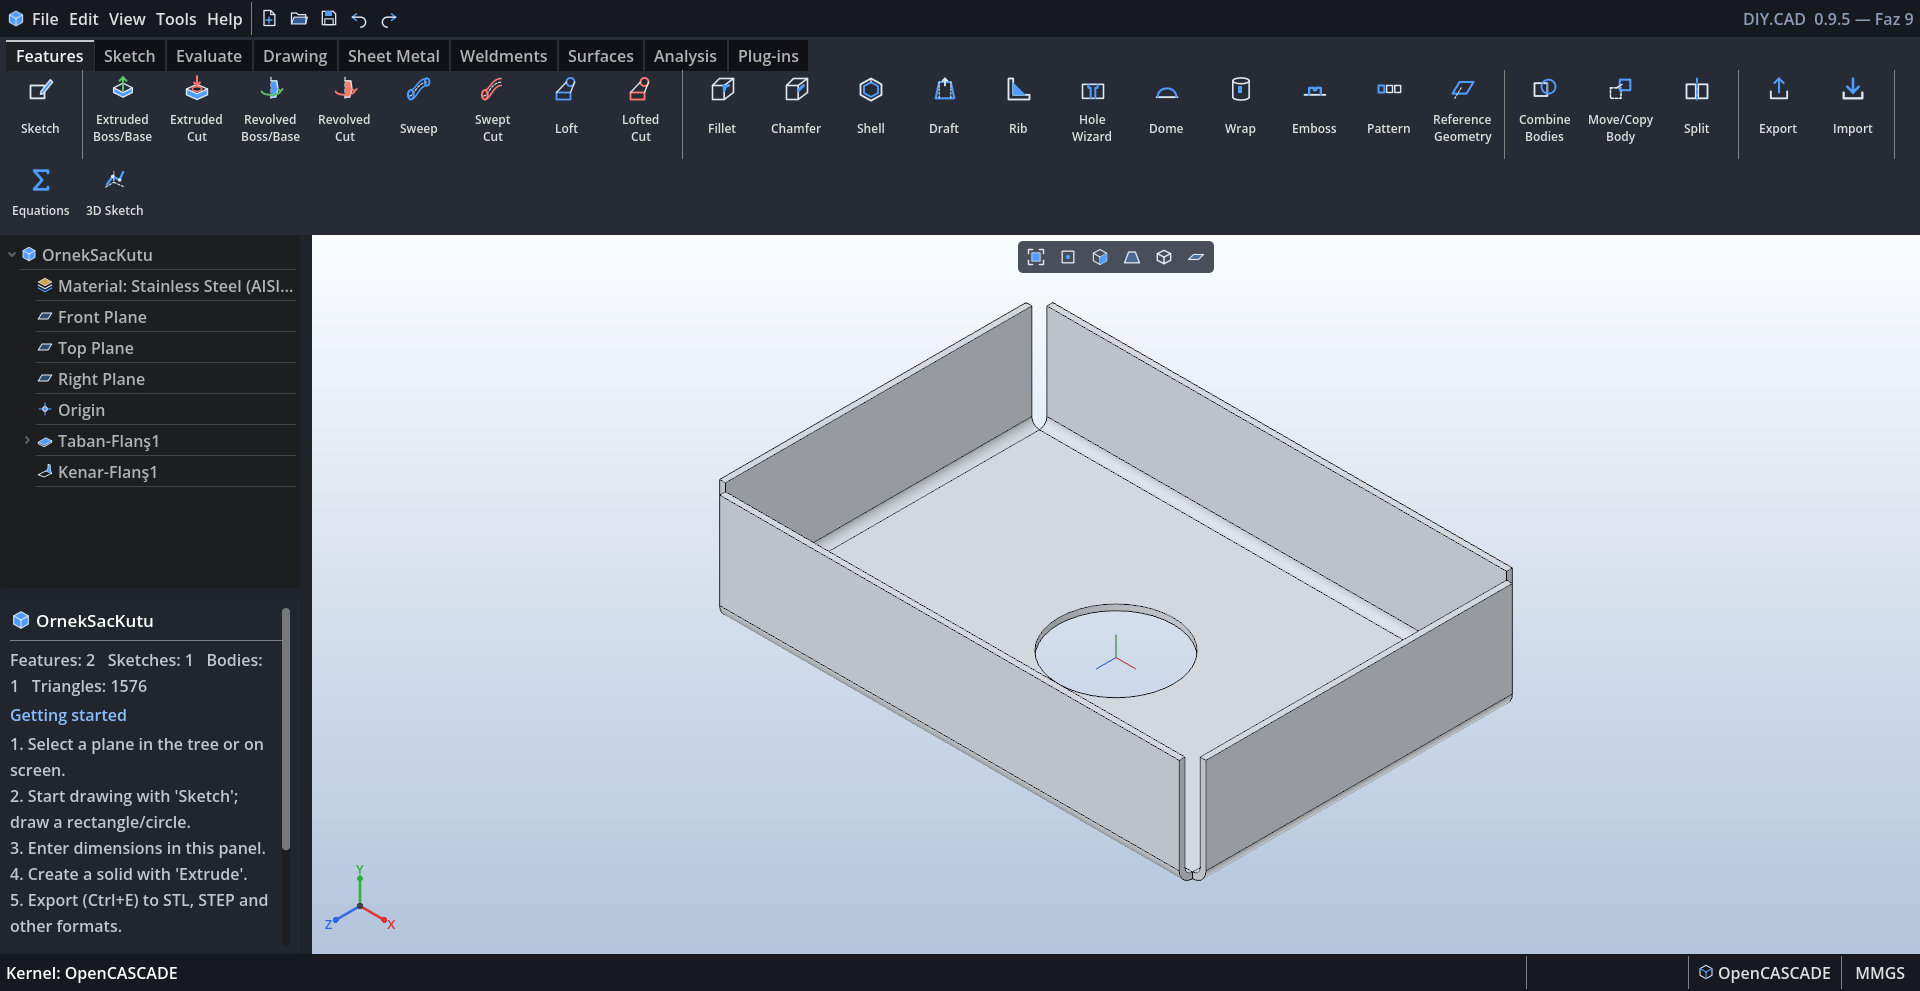 File Edit View Tools Help
DIY.CAD 0.9.5 — Faz 9
Features Sketch Evaluate Drawing Sheet Metal Weldments Surfaces Analysis Plug-ins
Sketch
Extruded
Boss/Base
Extruded
Cut
Revolved
Boss/Base
Revolved
Cut
Sweep
Swept
Cut
Loft
Lofted
Cut
Fillet
Chamfer
Shell
Draft
Rib
Hole
Wizard
Dome
Wrap
Emboss
Pattern
Reference
Geometry
Combine
Bodies
Move/Copy
Body
Split
Export
Import
Equations
3D Sketch
OrnekSacKutu
Material: Stainless Steel (AISI...
Front Plane
Top Plane
Right Plane
Origin
Taban-Flanş1
Kenar-Flanş1
OrnekSacKutu
Features: 2 Sketches: 1 Bodies:
1 Triangles: 1576
Getting started
1. Select a plane in the tree or on
screen.
2. Start drawing with 'Sketch';
draw a rectangle/circle.
3. Enter dimensions in this panel.
4. Create a solid with 'Extrude'.
5. Export (Ctrl+E) to STL, STEP and
other formats.
Y
Z
X
Kernel: OpenCASCADE
OpenCASCADE
MMGS